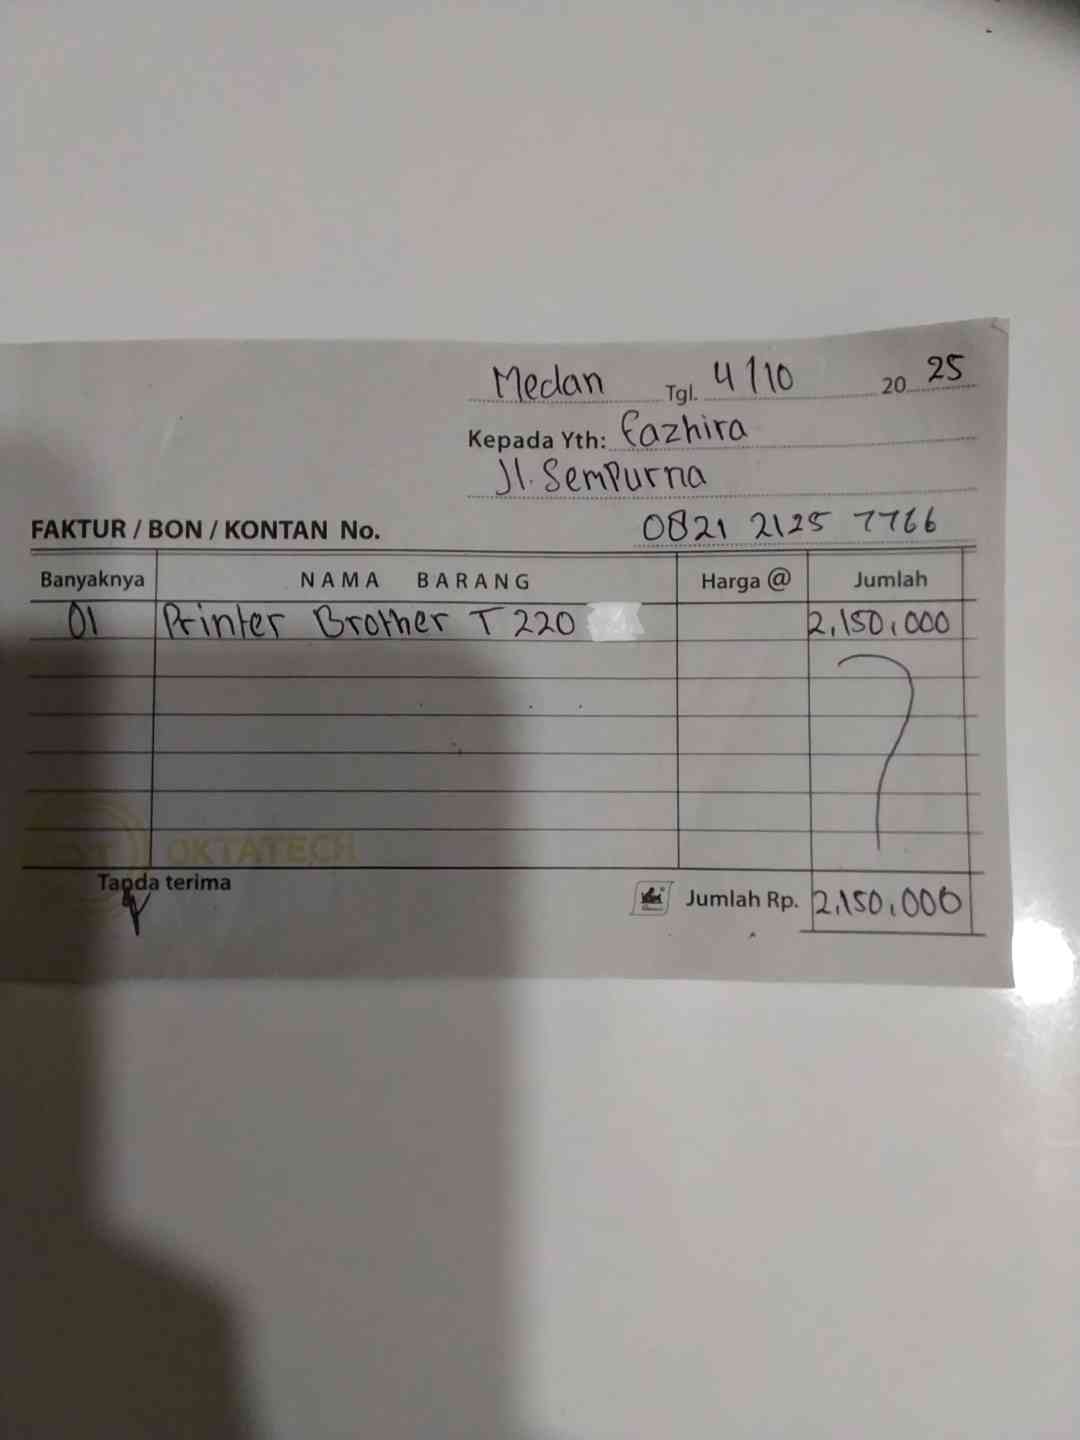 Medan Tgl. 4/10 20 25
Kepada Yth: Fazhira
Jl. Sempurna
FAKTUR / BON / KONTAN No. 0821 2125 7766
Banyaknya NAMA BARANG Harga @ Jumlah
01 Printer Brother T 220 2,150,000
OKTATECH
Tanda terima Jumlah Rp. 2,150,000